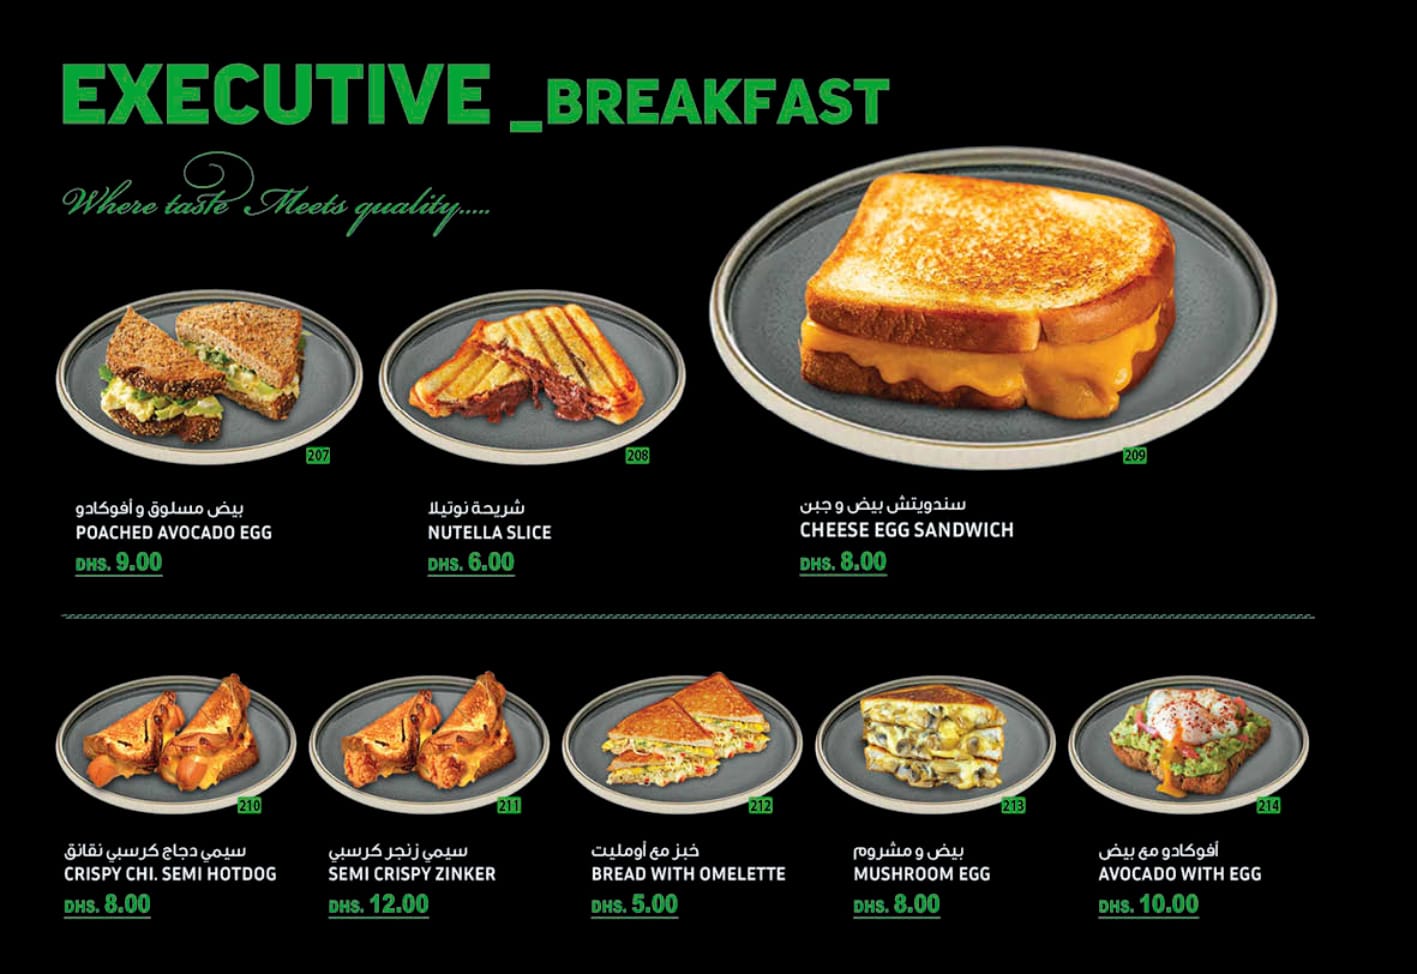 EXECUTIVE _BREAKFAST
Where taste Meets quality.....
207
208
209
بيض مسلوق و أفوكادو
POACHED AVOCADO EGG
DHS. 9.00
شريحة نوتيلا
NUTELLA SLICE
DHS. 6.00
سندويتش بيض و جبن
CHEESE EGG SANDWICH
DHS. 8.00
210
211
212
213
214
سيمي دجاج كرسبي نقانق
CRISPY CHI. SEMI HOTDOG
DHS. 8.00
سيمي زنجر كرسبي
SEMI CRISPY ZINKER
DHS. 12.00
خبز مع أومليت
BREAD WITH OMELETTE
DHS. 5.00
بيض و مشروم
MUSHROOM EGG
DHS. 8.00
أفوكادو مع بيض
AVOCADO WITH EGG
DHS. 10.00